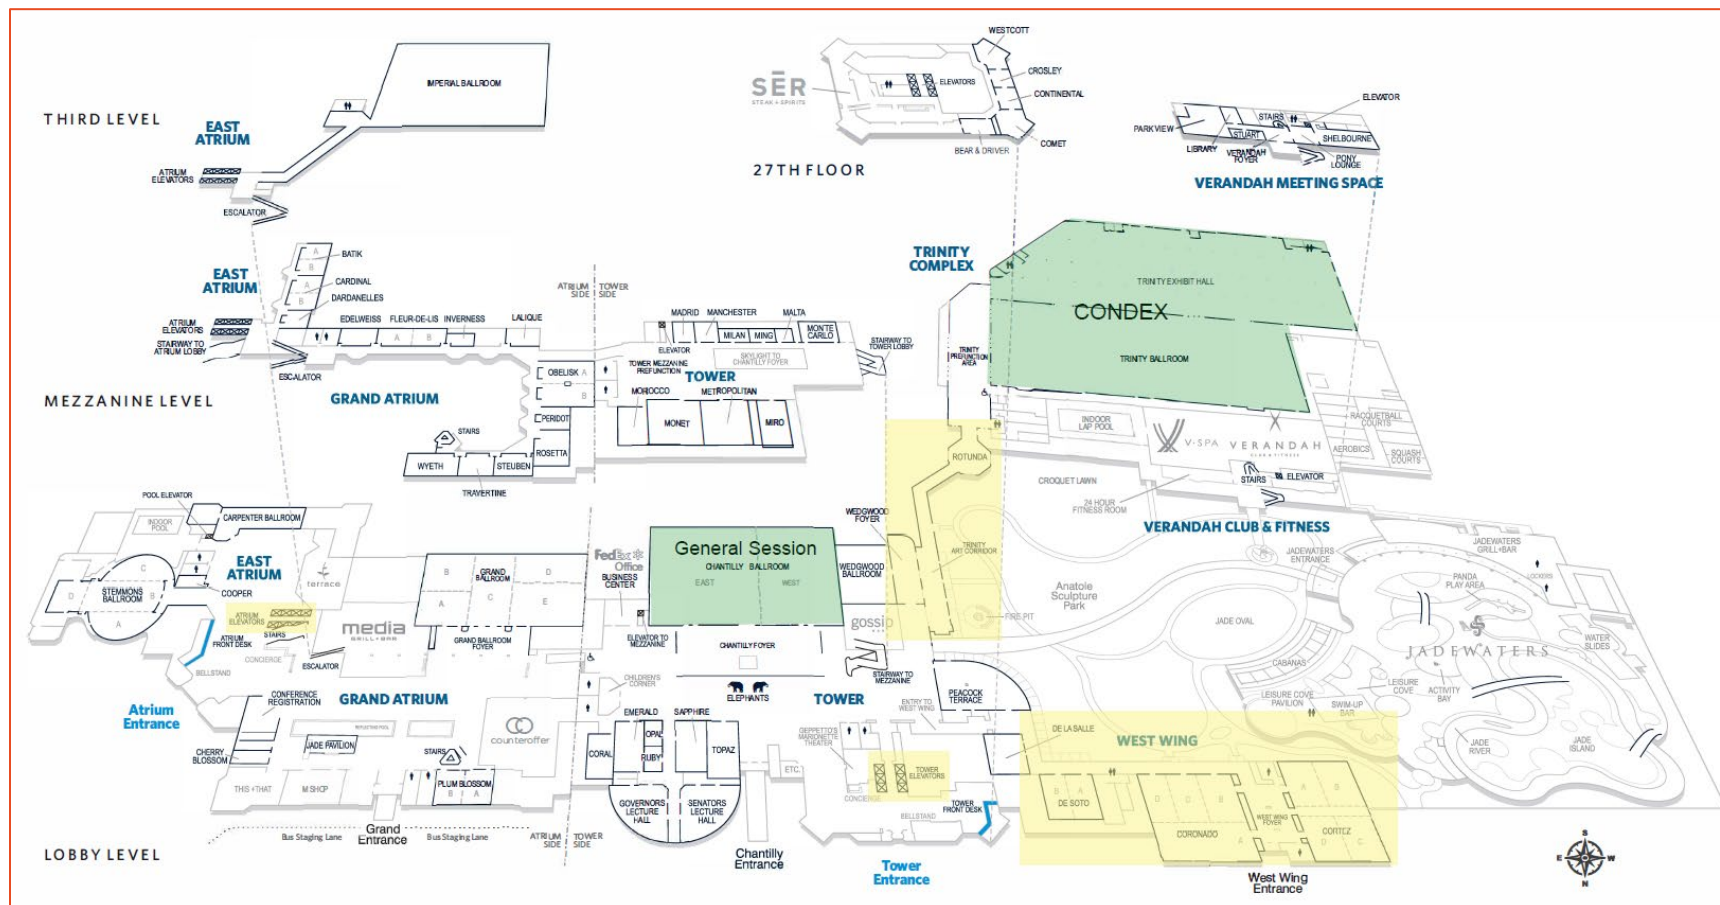 THIRD LEVEL
EAST
ATRIUM
IMPERIAL BALLROOM
ATRIUM
ELEVATORS
ESCALATOR
SĒR
STEAK + SPIRITS
WESTCOTT
CROSLEY
ELEVATORS
CONTINENTAL
COMET
BEAR & DRIVER
27TH FLOOR
ELEVATOR
STAIRS
PARKVIEW
STUART
SHELBOURNE
LIBRARY
VERANDAH
FOYER
PONY
LOUNGE
VERANDAH MEETING SPACE
EAST
ATRIUM
A
BATIK
B
A
CARDINAL
B
DARDANELLES
ATRIUM
ELEVATORS
STAIRWAY TO
ATRIUM LOBBY
EDELWEISS
FLEUR-DE-LIS
INVERNESS
LALIQUE
A
B
ESCALATOR
ATRIUM
SIDE
TOWER
SIDE
MADRID
MANCHESTER
MALTA
MILAN
MING
MONTE
CARLO
ELEVATOR
SKYLIGHT TO
CHANTILLY FOYER
STAIRWAY TO
TOWER LOBBY
TOWER MEZZANINE
PREFUNCTION
TOWER
OBELISK
A
B
MOROCCO
METROPOLITAN
MONET
MIRO
MEZZANINE LEVEL
GRAND ATRIUM
PERIDOT
STAIRS
ROSETTA
WYETH
STEUBEN
TRAVERTINE
TRINITY
COMPLEX
TRINITY EXHIBIT HALL
CONDEX
TRINITY BALLROOM
TRINITY
PREFUNCTION
AREA
INDOOR
LAP POOL
V-SPA
VERANDAH
CLUB & FITNESS
RACQUETBALL
COURTS
AEROBICS
SQUASH
COURTS
ROTUNDA
CROQUET LAWN
STAIRS
ELEVATOR
24 HOUR
FITNESS ROOM
VERANDAH CLUB & FITNESS
POOL ELEVATOR
INDOOR
POOL
CARPENTER BALLROOM
EAST
ATRIUM
terrace
C
D
STEMMONS
BALLROOM
B
A
COOPER
ATRIUM
ELEVATORS
STAIRS
ATRIUM
FRONT DESK
CONCIERGE
BELLSTAND
ESCALATOR
media
GRILL + BAR
B
GRAND
BALLROOM
D
A
C
E
GRAND BALLROOM
FOYER
FedEx
Office
BUSINESS
CENTER
General Session
CHANTILLY BALLROOM
EAST
WEST
WEDGWOOD
FOYER
WEDGWOOD
BALLROOM
TRINITY
ART CORRIDOR
gossip
ELEVATOR TO
MEZZANINE
CHANTILLY FOYER
STAIRWAY TO
MEZZANINE
ELEPHANTS
Anatole
Sculpture
Park
FIRE PIT
JADEWATERS
ENTRANCE
JADEWATERS
GRILL+BAR
PANDA
PLAY AREA
LOCKERS
JADE OVAL
JADEWATERS
WATER
SLIDES
CABANAS
LEISURE
COVE
ACTIVITY
BAY
LEISURE COVE
PAVILION
SWIM-UP
BAR
JADE
RIVER
JADE
ISLAND
Atrium
Entrance
CONFERENCE
REGISTRATION
GRAND ATRIUM
REFLECTING POOL
CHERRY
BLOSSOM
JADE PAVILION
STAIRS
counteroffer
THIS +THAT
M SHOP
PLUM BLOSSOM
B
A
CHILDREN'S
CORNER
EMERALD
SAPPHIRE
OPAL
CORAL
RUBY
TOPAZ
GOVERNORS
LECTURE
HALL
SENATORS
LECTURE
HALL
ETC.
TOWER
ENTRY TO
WEST WING
PEACOCK
TERRACE
GEPPETTO'S
MARIONETTE
THEATER
TOWER
ELEVATORS
CONCIERGE
BELLSTAND
TOWER
FRONT DESK
DE LA SALLE
WEST WING
B
A
DE SOTO
D
D
B
CORONADO
A
WEST WING
FOYER
B
A
CORTEZ
D
C
Bus Staging Lane
Grand
Entrance
Bus Staging Lane
ATRIUM
SIDE
TOWER
SIDE
LOBBY LEVEL
Chantilly
Entrance
Tower
Entrance
West Wing
Entrance
S
E
W
N